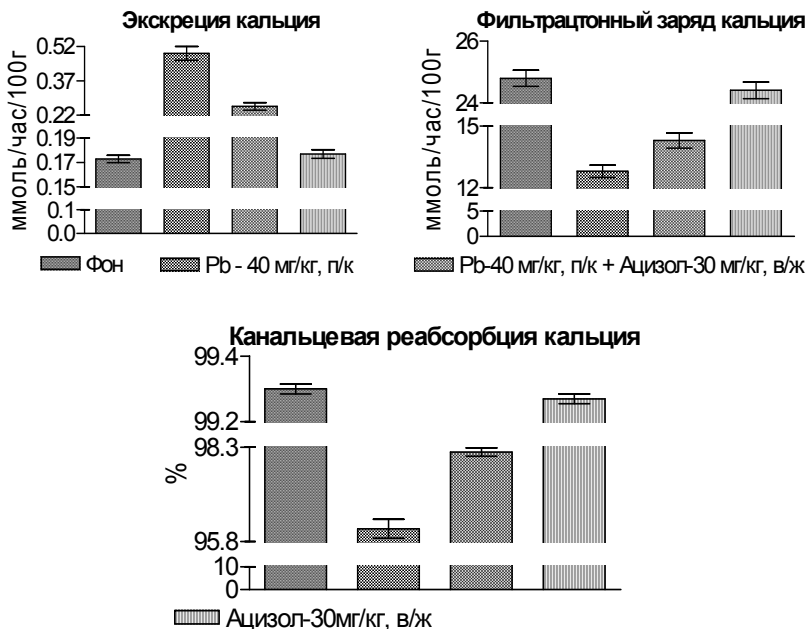 Экскреция кальция
ммоль/час/100г
0.52
0.37
0.22
0.19
0.17
0.15
0.1
0.0
Фильтрацтонный заряд кальция
ммоль/час/100г
26
24
15
12
5
0
Фон
Pb - 40 мг/кг, п/к
Pb-40 мг/кг, п/к + Ацизол-30 мг/кг, в/ж
Канальцевая реабсорбция кальция
%
99.4
99.2
98.3
95.8
10
0
Ацизол-30мг/кг, в/ж